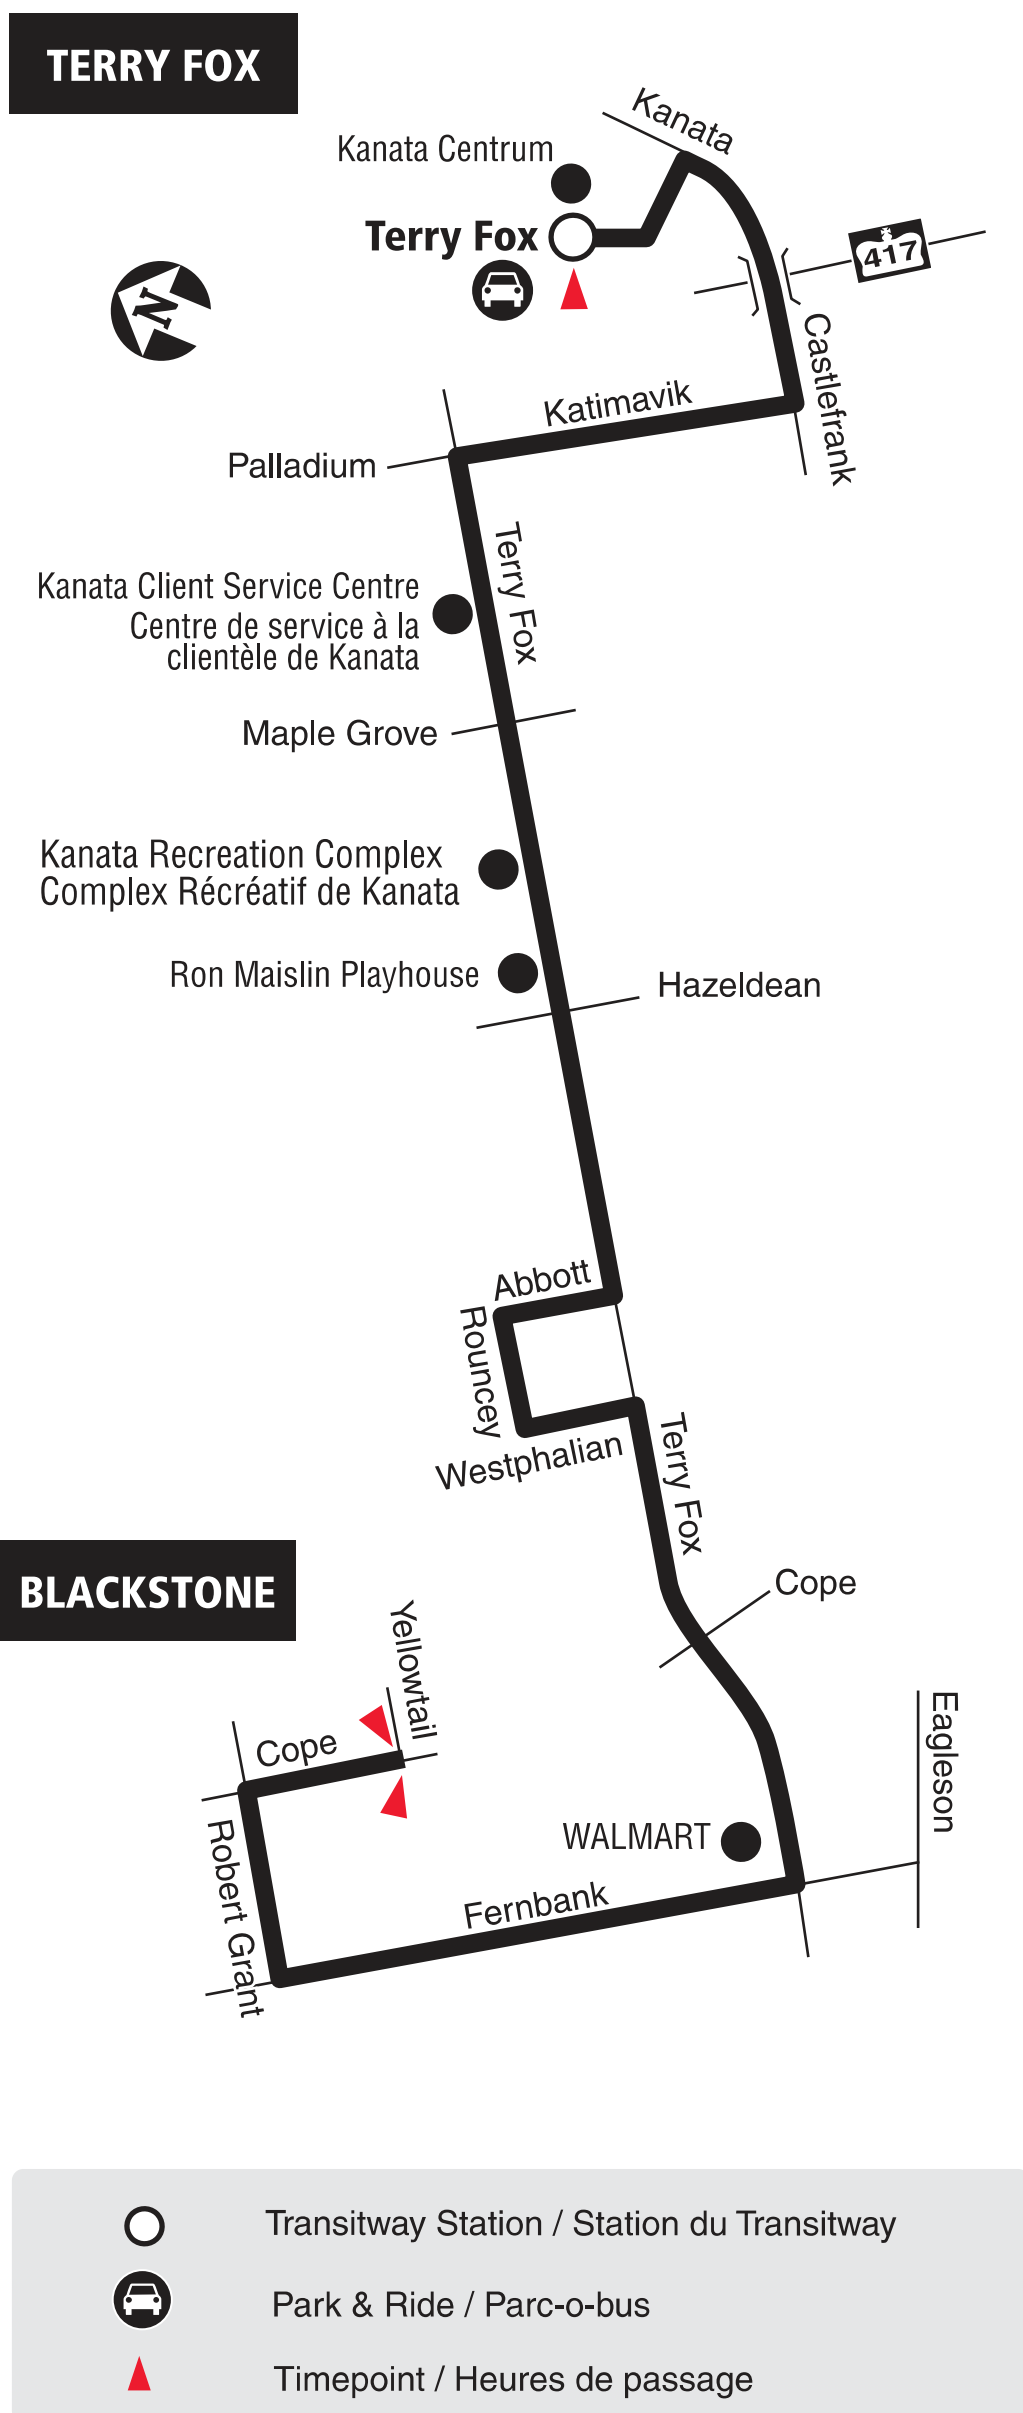 TERRY FOX
Kanata
Kanata Centrum
Terry Fox
417
N
Castlefrank
Katimavik
Palladium
Terry Fox
Kanata Client Service Centre
Centre de service à la
clientèle de Kanata
Maple Grove
Kanata Recreation Complex
Complex Récréatif de Kanata
Ron Maislin Playhouse
Hazeldean
Abbott
Rouncey
Westphalian
Terry Fox
BLACKSTONE
Cope
Yellowtail
Cope
Eagleson
WALMART
Robert Grant
Fernbank
Transitway Station / Station du Transitway
Park & Ride / Parc-o-bus
Timepoint / Heures de passage